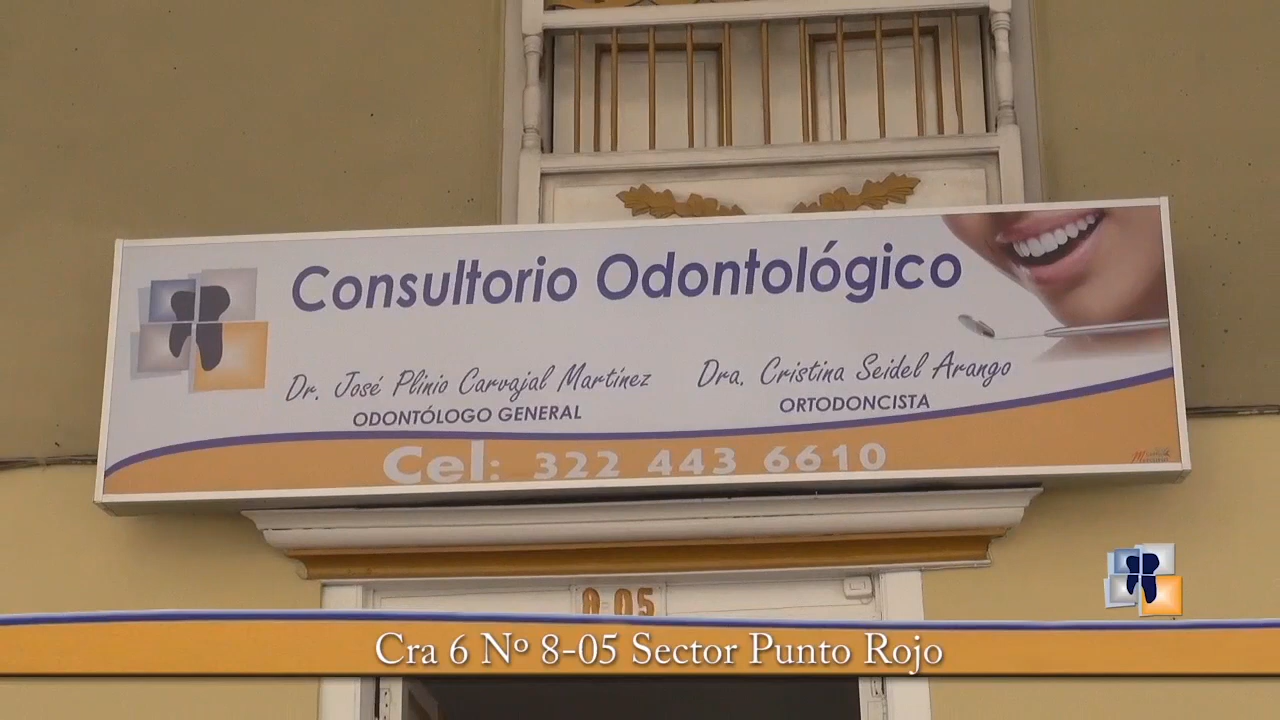 Consultorio Odontológico
Dr. José Plinio Carvajal Martínez
ODONTÓLOGO GENERAL
Dra. Cristina Seidel Arango
ORTODONCISTA
Cel: 322 443 6610
8-05
Cra 6 Nº 8-05 Sector Punto Rojo